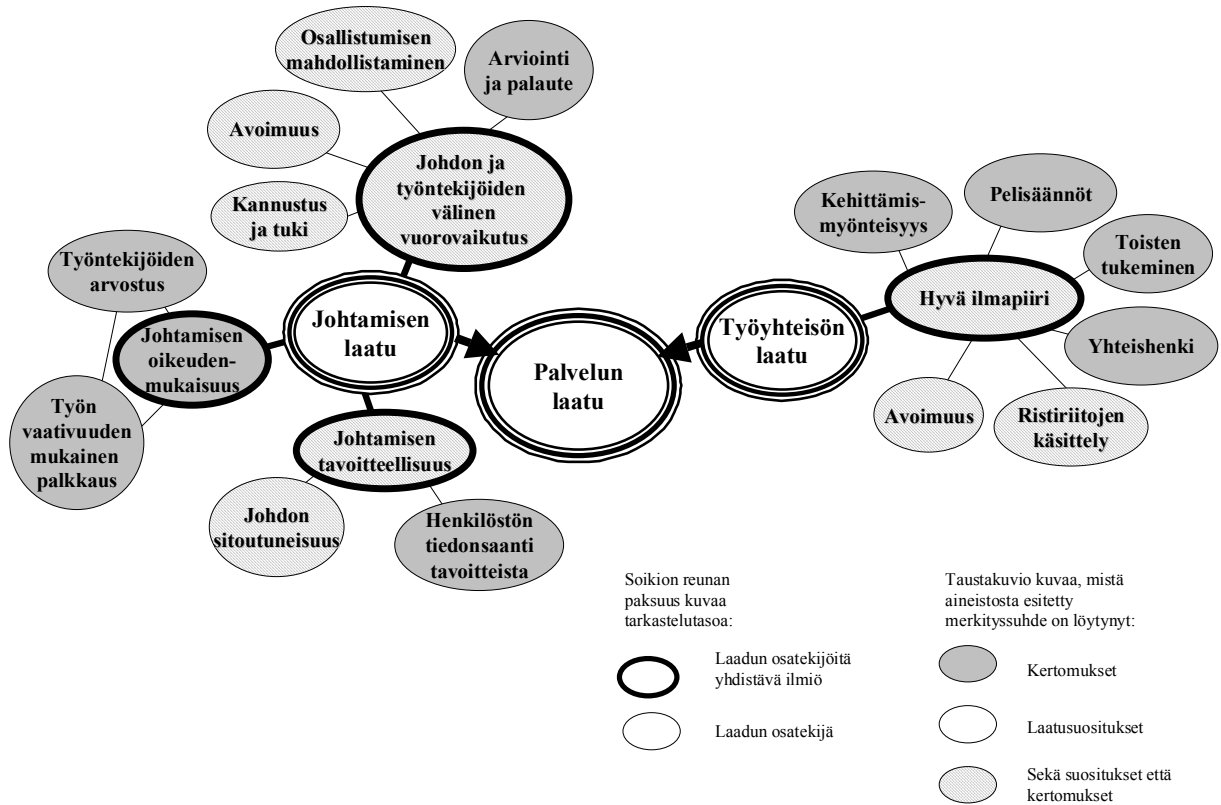 Osallistumisen
mahdollistaminen
Arviointi
ja palaute
Avoimuus
Kannustus
ja tuki
Johdon ja
työntekijöiden
välinen
vuorovaikutus
Työntekijöiden
arvostus
Johtamisen
oikeuden-
mukaisuus
Työn
vaativuuden
mukainen
palkkaus
Johtamisen
laatu
Johtamisen
tavoitteellisuus
Johdon
sitoutuneisuus
Henkilöstön
tiedonsaanti
tavoitteista
Palvelun
laatu
Työyhteisön
laatu
Kehittämis-
myönteisyys
Pelisäännöt
Toisten
tukeminen
Hyvä ilmapiiri
Yhteishenki
Avoimuus
Ristiriitojen
käsittely
Soikion reunan
paksuus kuvaa
tarkastelutasoa:
Laadun osatekijöitä
yhdistävä ilmiö
Laadun osatekijä
Taustakuvio kuvaa, mistä
aineistosta esitetty
merkityssuhde on löytynyt:
Kertomukset
Laatusuositukset
Sekä suositukset että
kertomukset